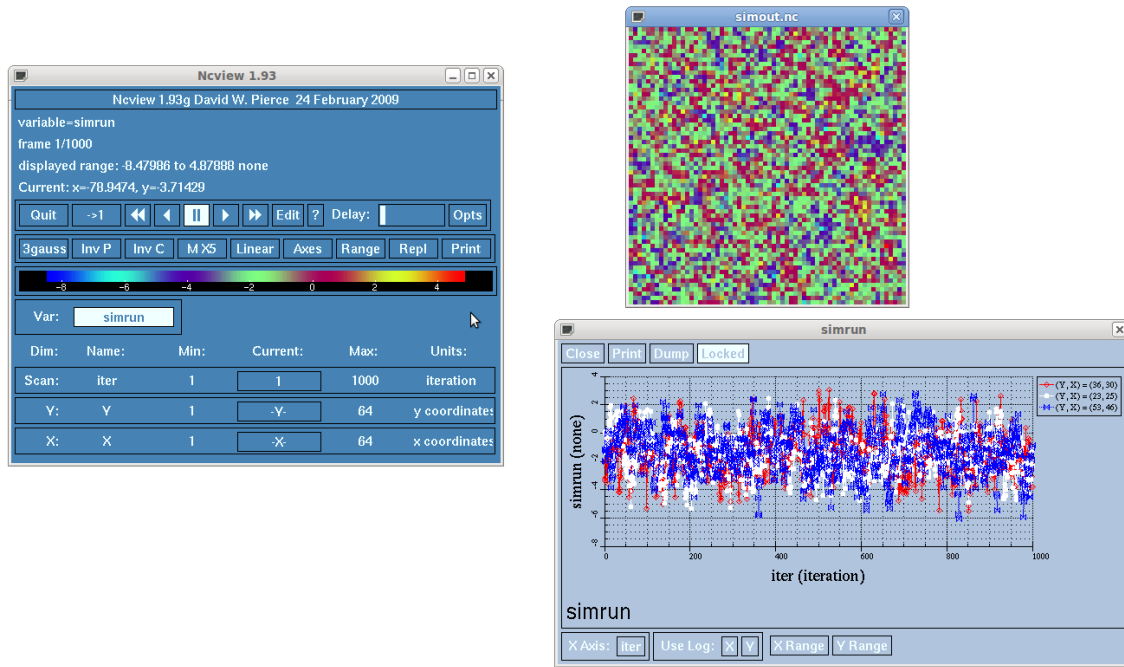 Ncview 1.93
Ncview 1.93g David W. Pierce 24 February 2009
variable=simrun
frame 1/1000
displayed range: -8.47986 to 4.87888 none
Current: x=-78.9474, y=-3.71429
Quit ->1 Edit ? Delay: Opts
3gauss Inv P Inv C M X5 Linear Axes Range Repl Print
-8 -6 -4 -2 0 2 4
Var: simrun
Dim: Name: Min: Current: Max: Units:
Scan: iter 1 1 1000 iteration
Y: Y 1 -Y- 64 y coordinates
X: X 1 -X- 64 x coordinates
simout.nc
simrun
Close Print Dump Locked
(Y, X) = (36,30)
(Y, X) = (23,25)
(Y, X) = (53,46)
4
2
0
-2
-4
-6
-8
simrun (none)
0 200 400 600 800 1000
iter (iteration)
simrun
X Axis: iter Use Log: X Y X Range Y Range